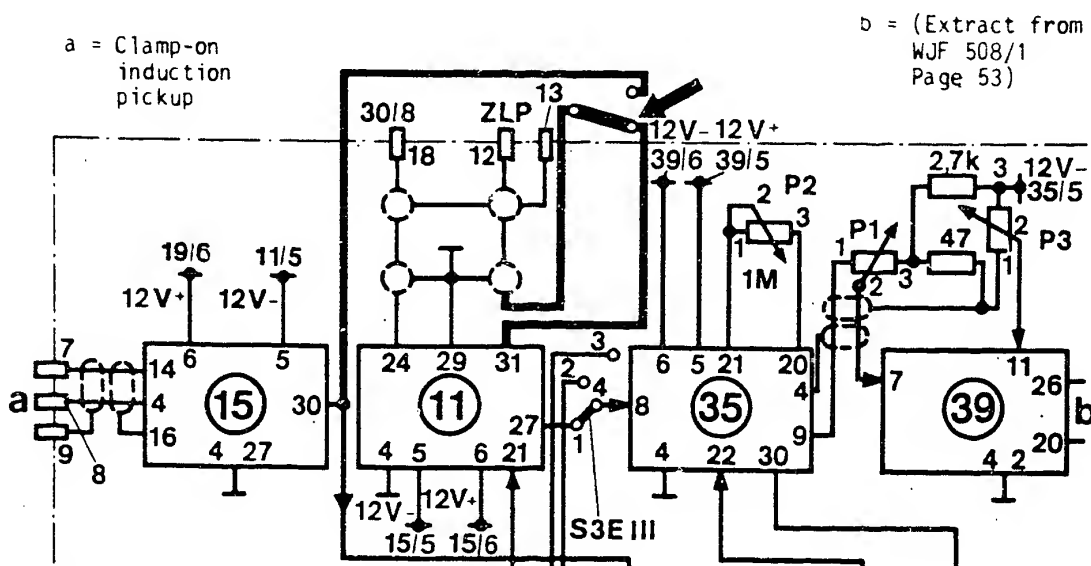 a = Clamp-on
induction
pickup
b = (Extract from
WJF 508/1
Page 53)
30/8
ZLP
13
18
12
12V- 12V+
39/6 39/5
2,7k
3
12V-
35/5
P2
2
3
1
1M
P1
1
3
2
47
2
P3
1
19/6
11/5
12V+
12V-
7
a
9
8
14
4
16
6
5
15
30
4 27
24
29
31
11
27
21
4
5
6
12V-
12V+
15/5
15/6
3
2
4
1
S3E III
6
5
21
20
8
35
4
9
4
22
30
7
11
26
39
20
4 2
b